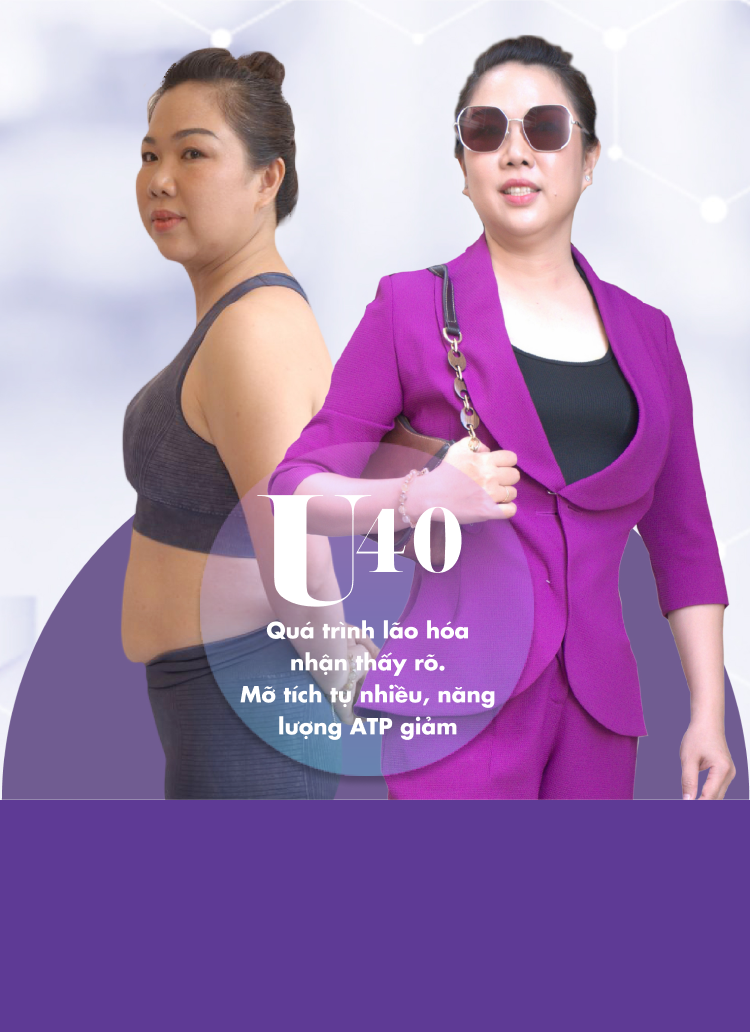 U40
Quá trình lão hóa
nhận thấy rõ.
Mỡ tích tụ nhiều, năng
lượng ATP giảm